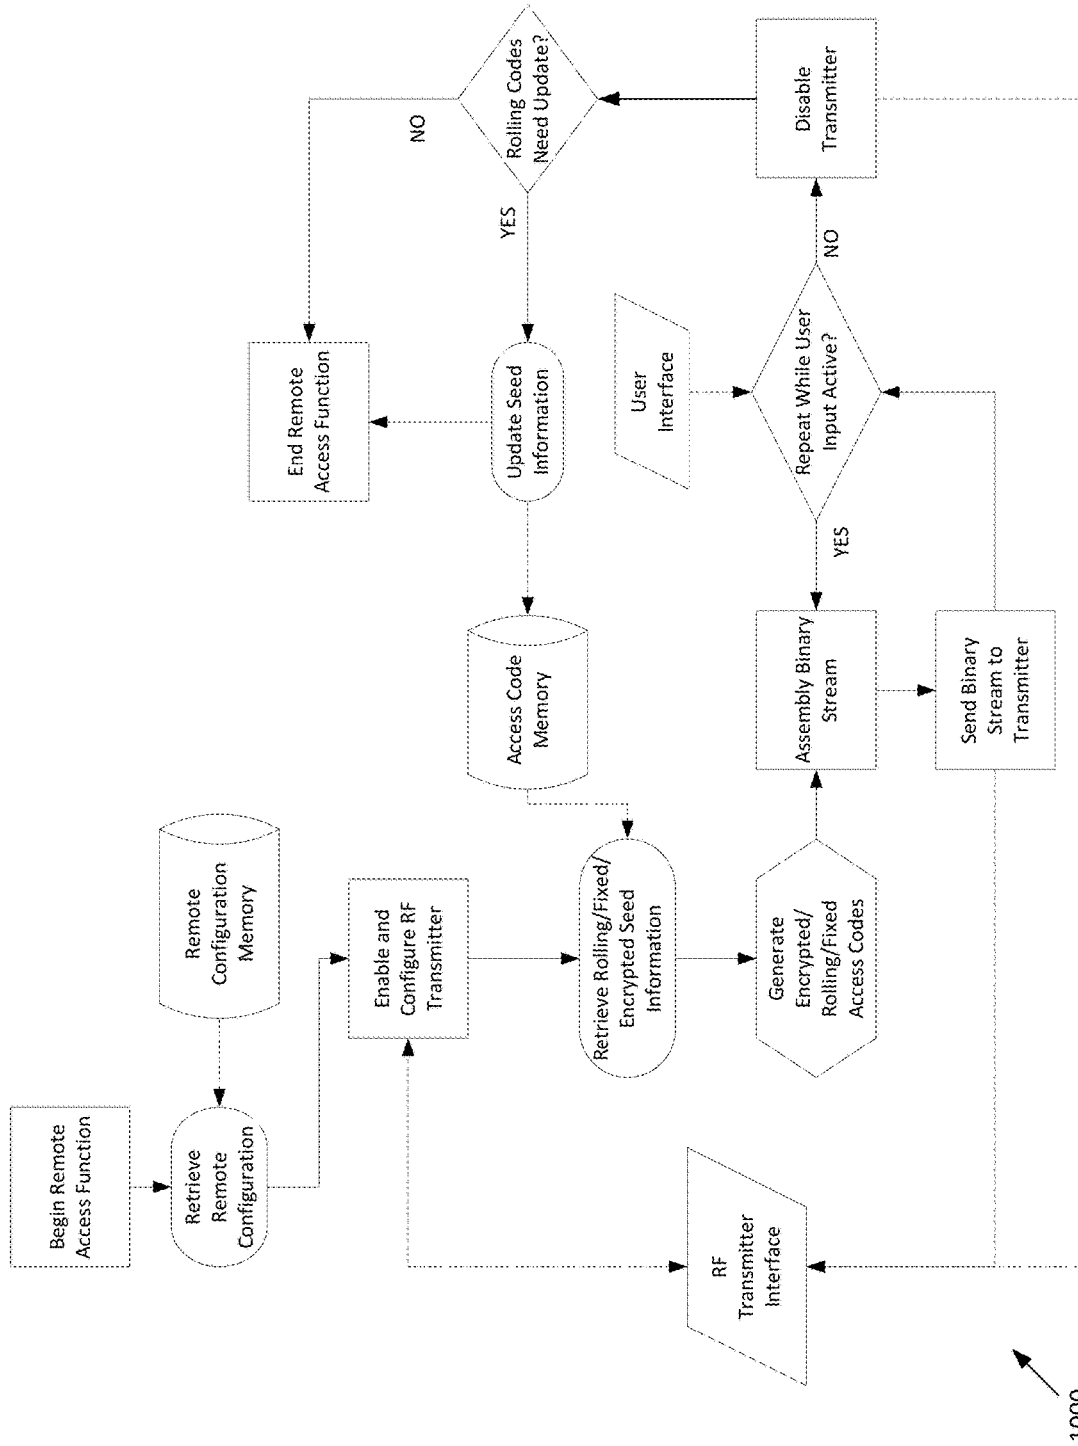 Begin Remote
Access Function
Retrieve
Remote
Configuration
Remote
Configuration
Memory
Enable and
Configure RF
Transmitter
RF
Transmitter
Interface
Retrieve Rolling/Fixed/
Encrypted Seed
Information
Generate
Encrypted/
Rolling/Fixed
Access Codes
Access Code
Memory
Assembly Binary
Stream
Send Binary
Stream to
Transmitter
YES
Repeat While User
Input Active?
User
Interface
NO
Disable
Transmitter
Rolling Codes
Need Update?
YES
NO
Update Seed
Information
End Remote
Access Function
1000